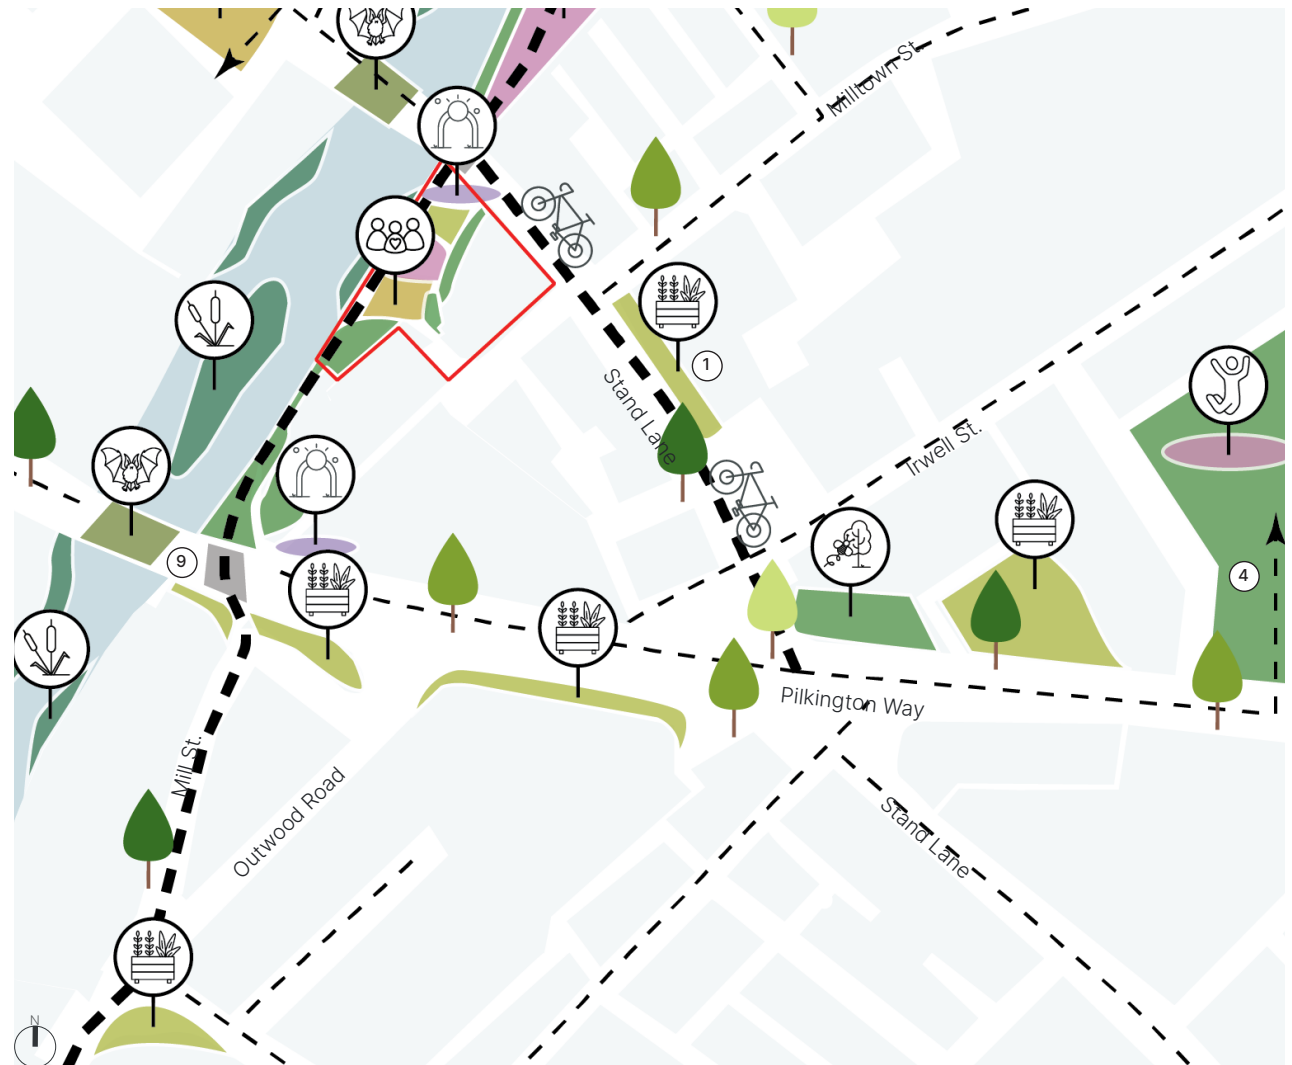 Milltown St.
1
Stand Lane
Irwell St.
9
4
Pilkington Way
Mill St.
Outwood Road
Stand Lane
N